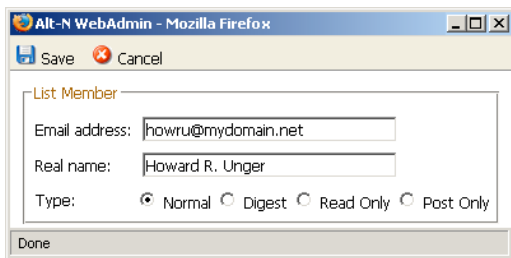 Alt-N WebAdmin - Mozilla Firefox
Save Cancel
List Member
Email address: howru@mydomain.net
Real name: Howard R. Unger
Type: Normal Digest Read Only Post Only
Done